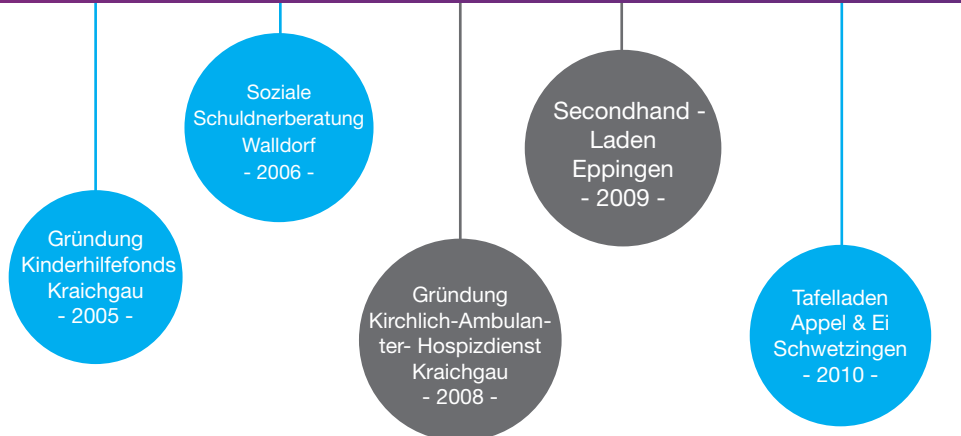 Gründung
Kinderhilfefonds
Kraichgau
- 2005 -
Soziale
Schuldnerberatung
Walldorf
- 2006 -
Gründung
Kirchlich-Ambulan-
ter- Hospizdienst
Kraichgau
- 2008 -
Secondhand -
Laden
Eppingen
- 2009 -
Tafelladen
Appel & Ei
Schwetzingen
- 2010 -